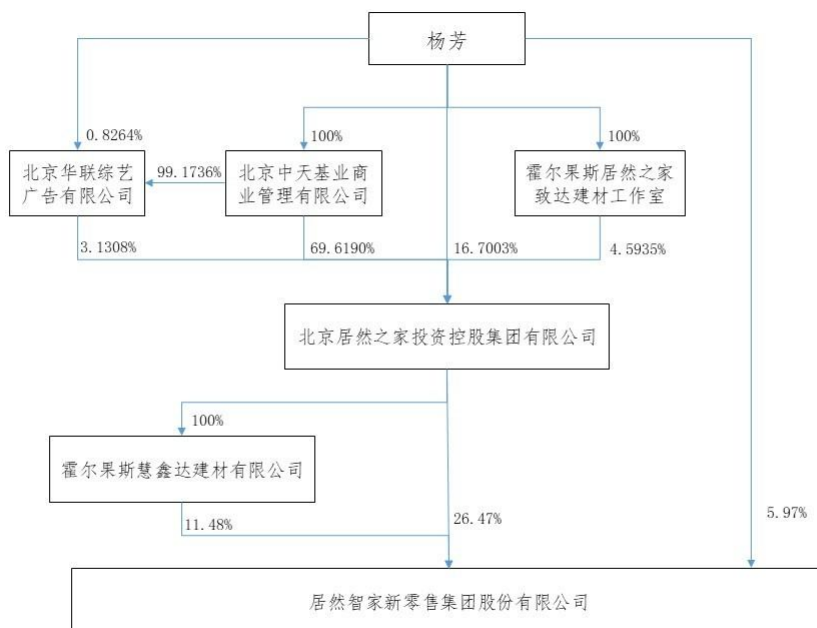 杨芳
0.8264%
100%
100%
北京华联综艺
广告有限公司
99.1736%
北京中天基业商
业管理有限公司
霍尔果斯居然之家
致达建材工作室
3.1308%
69.6190%
16.7003%
4.5935%
北京居然之家投资控股集团有限公司
100%
霍尔果斯慧鑫达建材有限公司
11.48%
26.47%
5.97%
居然智家新零售集团股份有限公司